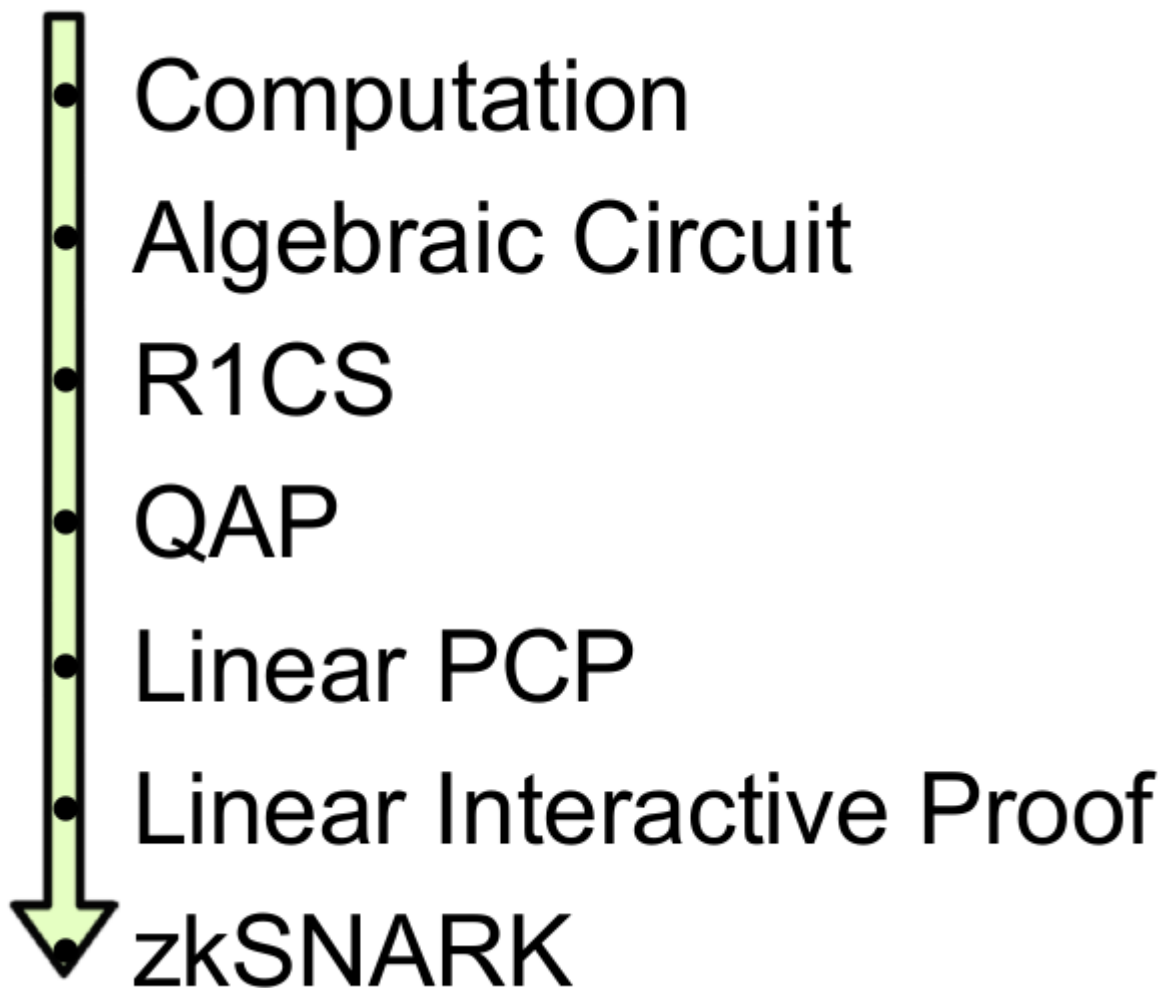 Computation
Algebraic Circuit
R1CS
QAP
Linear PCP
Linear Interactive Proof
zkSNARK